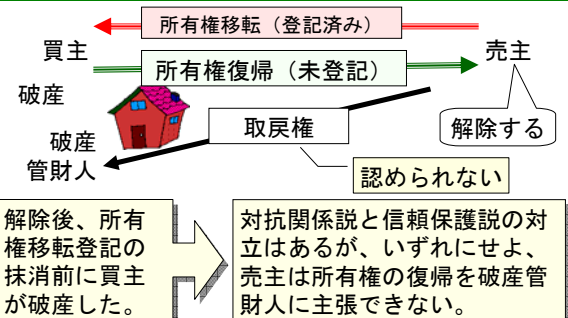 所有権移転（登記済み）
買主
売主
所有権復帰（未登記）
破産
取戻権
解除する
破産
管財人
認められない
解除後、所有
権移転登記の
抹消前に買主
が破産した。
対抗関係説と信頼保護説の対
立はあるが、いずれにせよ、
売主は所有権の復帰を破産管
財人に主張できない。